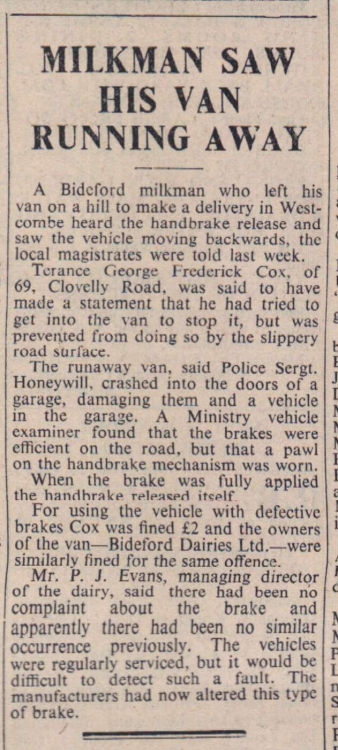 MILKMAN SAW
HIS VAN
RUNNING AWAY
A Bideford milkman who left his
van on a hill to make a delivery in West-
combe heard the handbrake release and
saw the vehicle moving backwards, the
local magistrates were told last week.
Terance George Frederick Cox, of
69, Clovelly Road, was said to have
made a statement that he had tried to
get into the van to stop it, but was
prevented from doing so by the slippery
road surface.
The runaway van, said Police Sergt.
Honeywill, crashed into the doors of a
garage, damaging them and a vehicle
in the garage. A Ministry vehicle
examiner found that the brakes were
efficient on the road, but that a pawl
on the handbrake mechanism was worn.
When the brake was fully applied
the handbrake released itself
For using the vehicle with defective
brakes Cox was fined £2 and the owners
of the van—Bideford Dairies Ltd.—were
similarly fined for the same offence.
Mr. P. J. Evans, managing director
of the dairy, said there had been no
complaint about the brake and
apparently there had been no similar
occurrence previously. The vehicles
were regularly serviced, but it would be
difficult to detect such a fault. The
manufacturers had now altered this type
of brake.